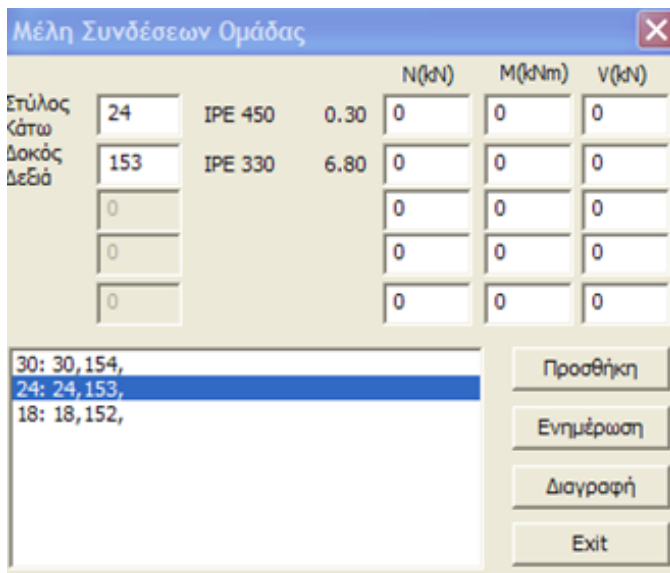 Μέλη Συνδέσεων Ομάδας
N(kN) M(kNm) V(kN)
Στύλος Κάτω 24 IPE 450 0.30 0 0 0
Δοκός Δεξιά 153 IPE 330 6.80 0 0 0
0 0 0 0
0 0 0 0
0 0 0 0
30: 30,154,
24: 24,153,
18: 18,152,
Προσθήκη
Ενημέρωση
Διαγραφή
Exit